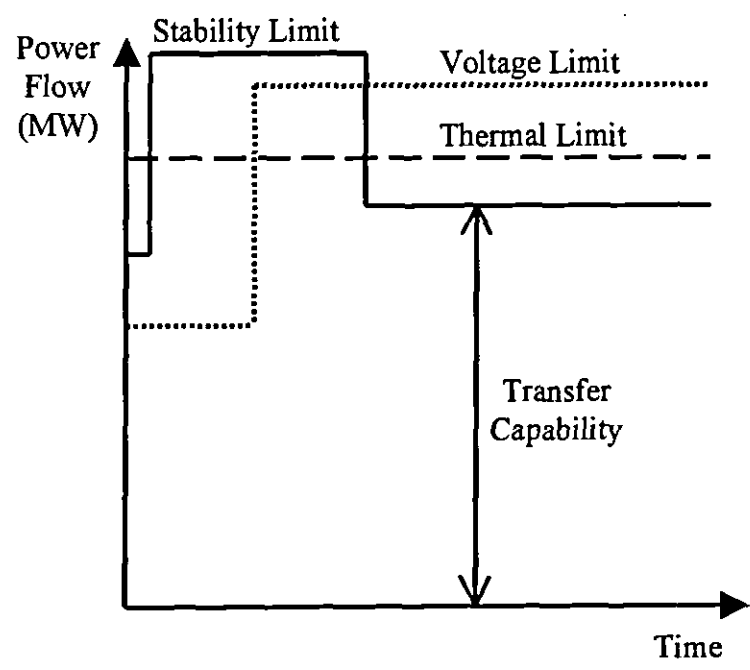 Stability Limit
Power
Flow
(MW)
Voltage Limit
Thermal Limit
Transfer
Capability
Time